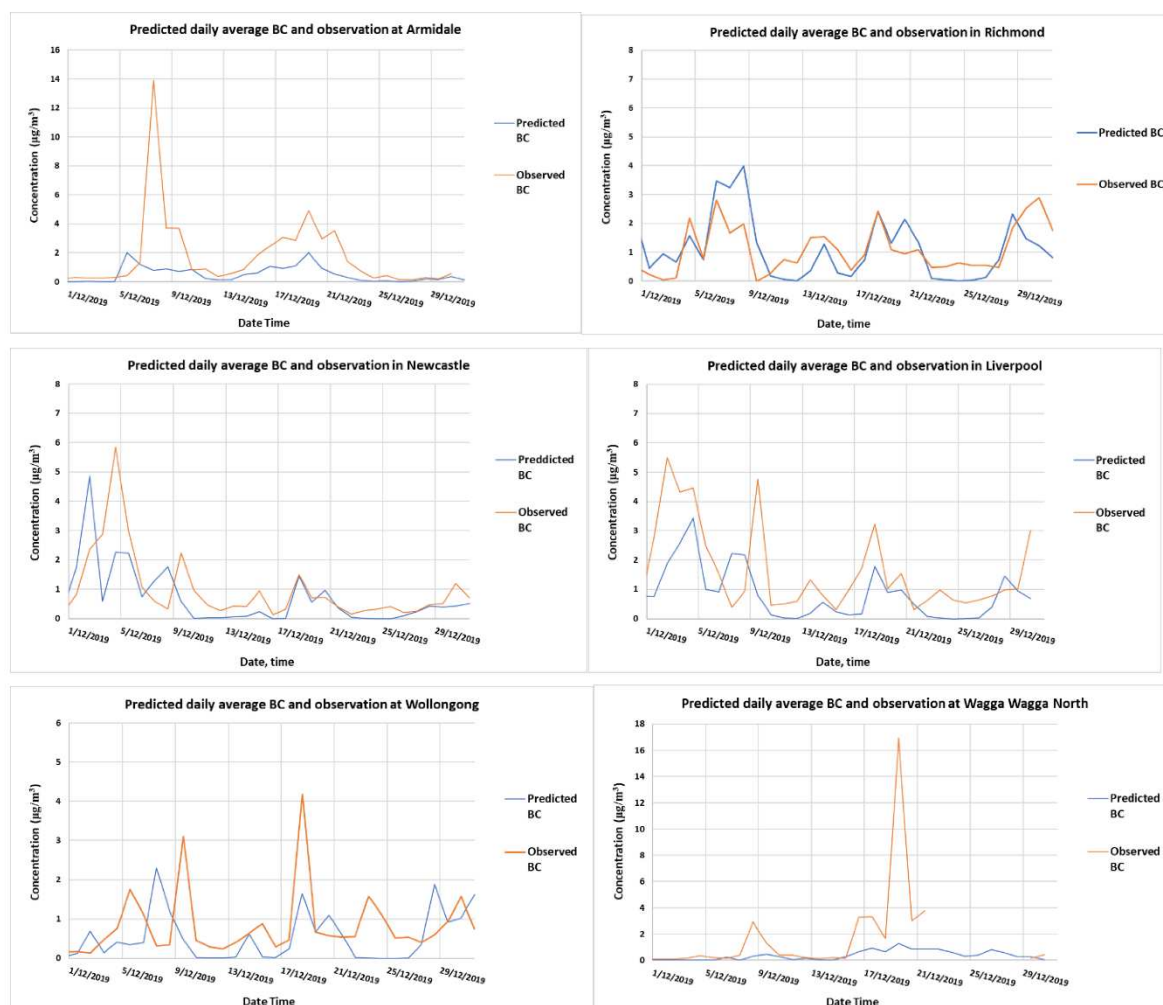 Predicted daily average BC and observation at Armidale
Concentration (µg/m³)
16
14
12
10
8
6
4
2
0
1/12/2019 5/12/2019 9/12/2019 13/12/2019 17/12/2019 21/12/2019 25/12/2019 29/12/2019
Date Time
Predicted
BC
Observed
BC
Predicted daily average BC and observation in Richmond
Concentration (µg/m³)
8
7
6
5
4
3
2
1
0
1/12/2019 5/12/2019 9/12/2019 13/12/2019 17/12/2019 21/12/2019 25/12/2019 29/12/2019
Date, time
Predicted BC
Observed BC
Predicted daily average BC and observation in Newcastle
Concentration (µg/m³)
8
7
6
5
4
3
2
1
0
1/12/2019 5/12/2019 9/12/2019 13/12/2019 17/12/2019 21/12/2019 25/12/2019 29/12/2019
Date, time
Preddicted
BC
Observed
BC
Predicted daily average BC and observation in Liverpool
Concentration (µg/m³)
8
7
6
5
4
3
2
1
0
1/12/2019 5/12/2019 9/12/2019 13/12/2019 17/12/2019 21/12/2019 25/12/2019 29/12/2019
Date, time
Predicted
BC
Observed
BC
Predicted daily average BC and observation at Wollongong
Concentration (µg/m³)
6
5
4
3
2
1
0
1/12/2019 5/12/2019 9/12/2019 13/12/2019 17/12/2019 21/12/2019 25/12/2019 29/12/2019
Date Time
Predicted
BC
Observed
BC
Predicted daily average BC and observation at Wagga Wagga North
Concentration (µg/m³)
18
16
14
12
10
8
6
4
2
0
1/12/2019 5/12/2019 9/12/2019 13/12/2019 17/12/2019 21/12/2019 25/12/2019 29/12/2019
Date Time
Predicted
BC
Observed
BC